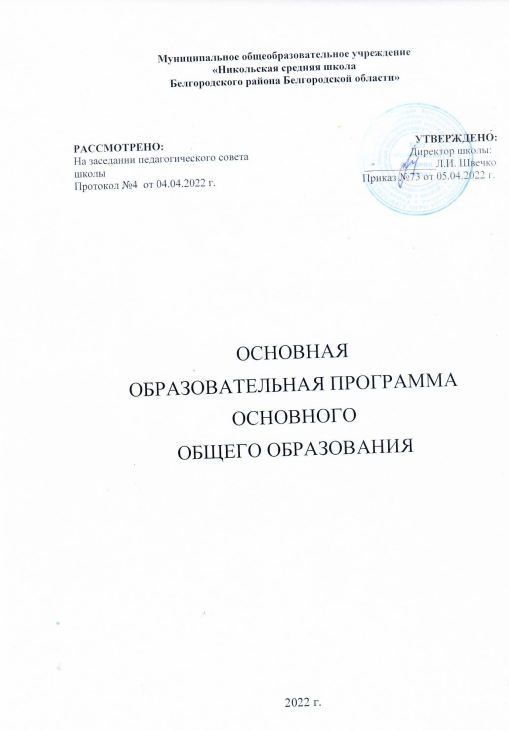 Муниципальное общеобразовательное учреждение
«Никольская средняя школа
Белгородского района Белгородской области»
РАССМОТРЕНО:
На заседании педагогического совета
школы
Протокол №4 от 04.04.2022 г.
УТВЕРЖДЕНО:
Директор школы:
Л.И. Швечко
Приказ №73 от 05.04.2022 г.
ОСНОВНАЯ
ОБРАЗОВАТЕЛЬНАЯ ПРОГРАММА
ОСНОВНОГО
ОБЩЕГО ОБРАЗОВАНИЯ
2022 г.